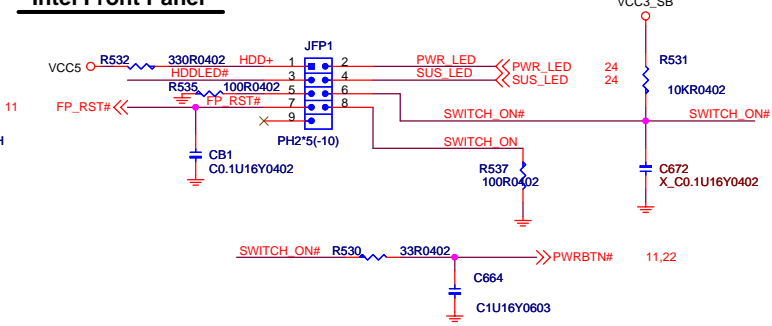 Intel Front Panel
VCC3_SB
JFP1
VCC5 R532 330R0402 HDD+ 1 2 PWR_LED PWR_LED 24 R531
HDDLED# 3 4 SUS_LED SUS_LED 24
R535 100R0402 5 6 10KR0402
11 FP_RST# FP_RST# 7 8 SWITCH_ON# SWITCH_ON#
9
PH2*5(-10) SWITCH_ON
H CB1 R537 C672
C0.1U16Y0402 100R0402 X_C0.1U16Y0402
SWITCH_ON# R530 33R0402 PWRBTN# 11,22
C664
C1U16Y0603